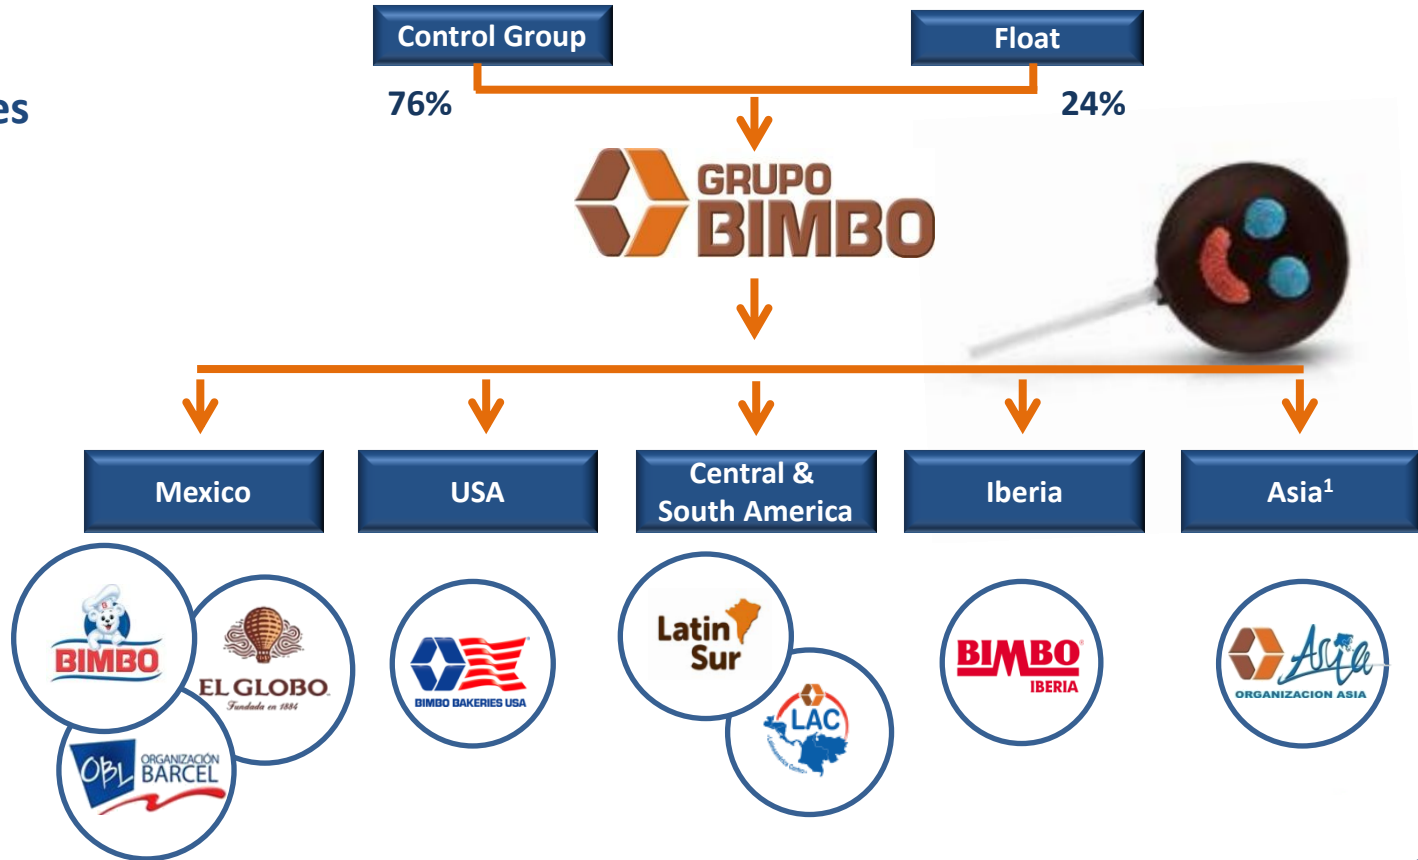 Control Group
Float
es
76%
24%
GRUPO
BIMBO
Mexico
USA
Central &
South America
Iberia
Asia¹
BIMBO
EL GLOBO
Fundada en 1884
OBL ORGANIZACIÓN
BARCEL
BIMBO BAKERIES USA
Latin
Sur
LAC
BIMBO®
IBERIA
Asia
ORGANIZACION ASIA